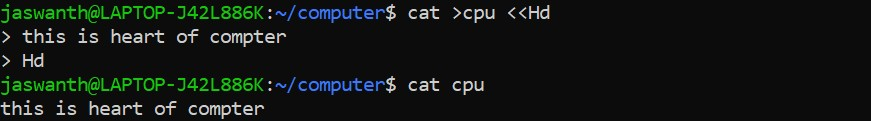 jaswanth@LAPTOP-J42L886K:~/computer$ cat >cpu <<Hd
> this is heart of compter
> Hd
jaswanth@LAPTOP-J42L886K:~/computer$ cat cpu
this is heart of compter